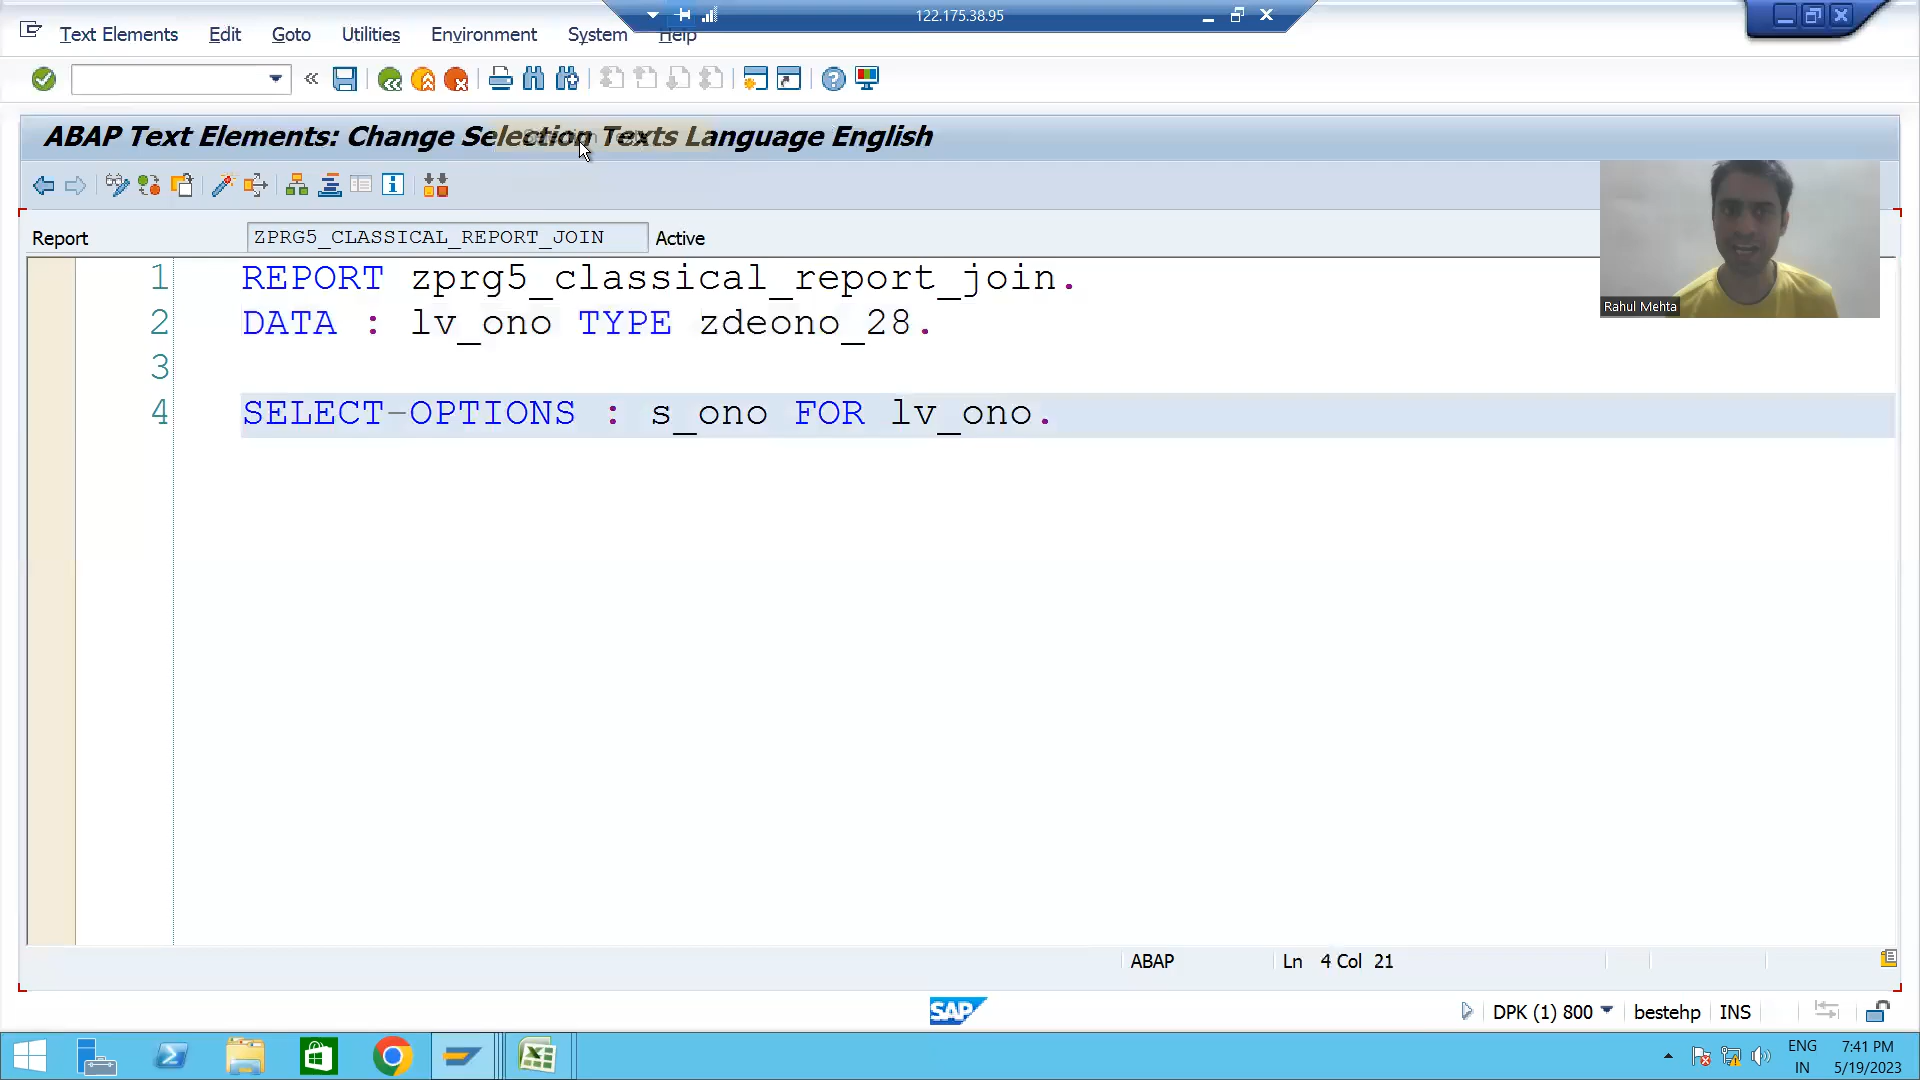 122.175.38.95
Text Elements Edit Goto Utilities Environment System Help
ABAP Text Elements: Change Selection Texts Language English
Report ZPRG5_CLASSICAL_REPORT_JOIN Active
1 REPORT zprg5_classical_report_join.
2 DATA : lv_ono TYPE zdeono_28.
3
4 SELECT-OPTIONS : s_ono FOR lv_ono.
Rahul Mehta
ABAP Ln 4 Col 21
SAP DPK (1) 800 bestehp INS
ENG 7:41 PM
IN 5/19/2023